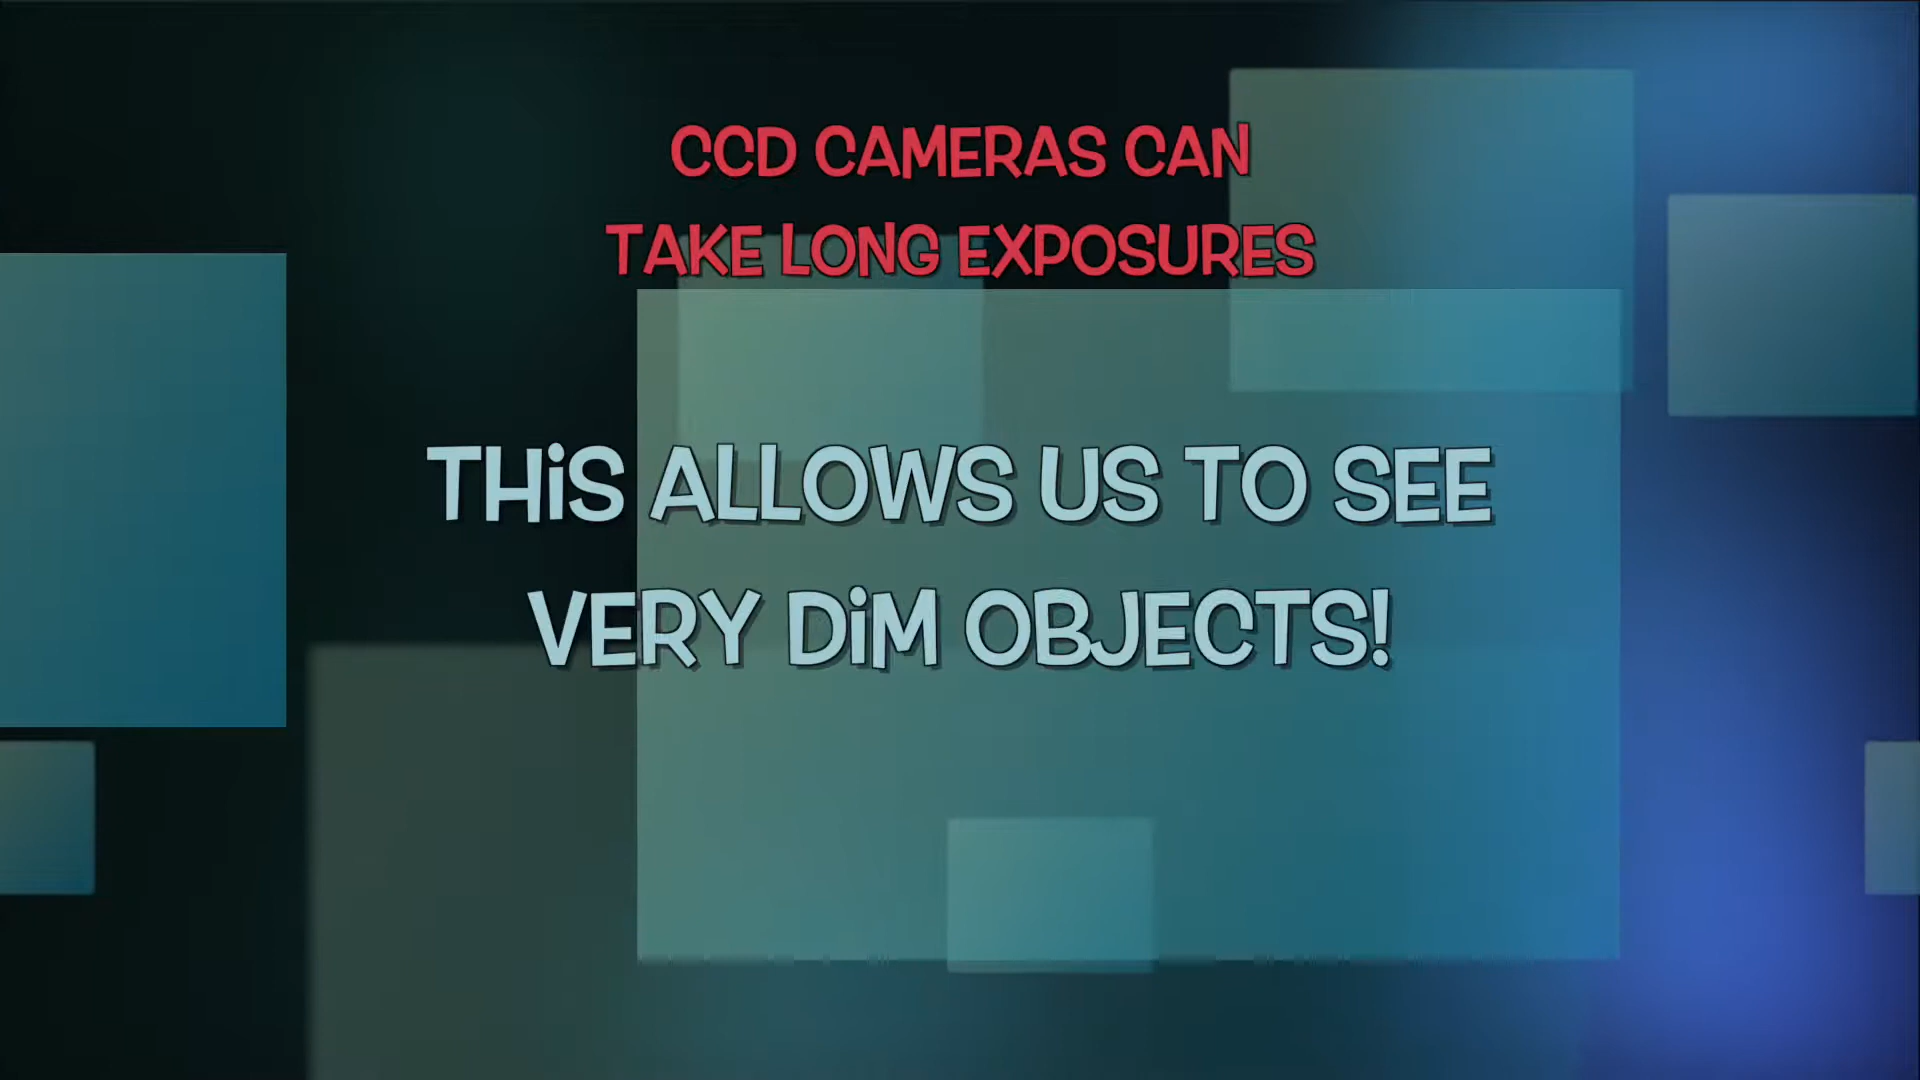 CCD CAMERAS CAN
TAKE LONG EXPOSURES
THiS ALLOWS US TO SEE
VERY DiM OBJECTS!